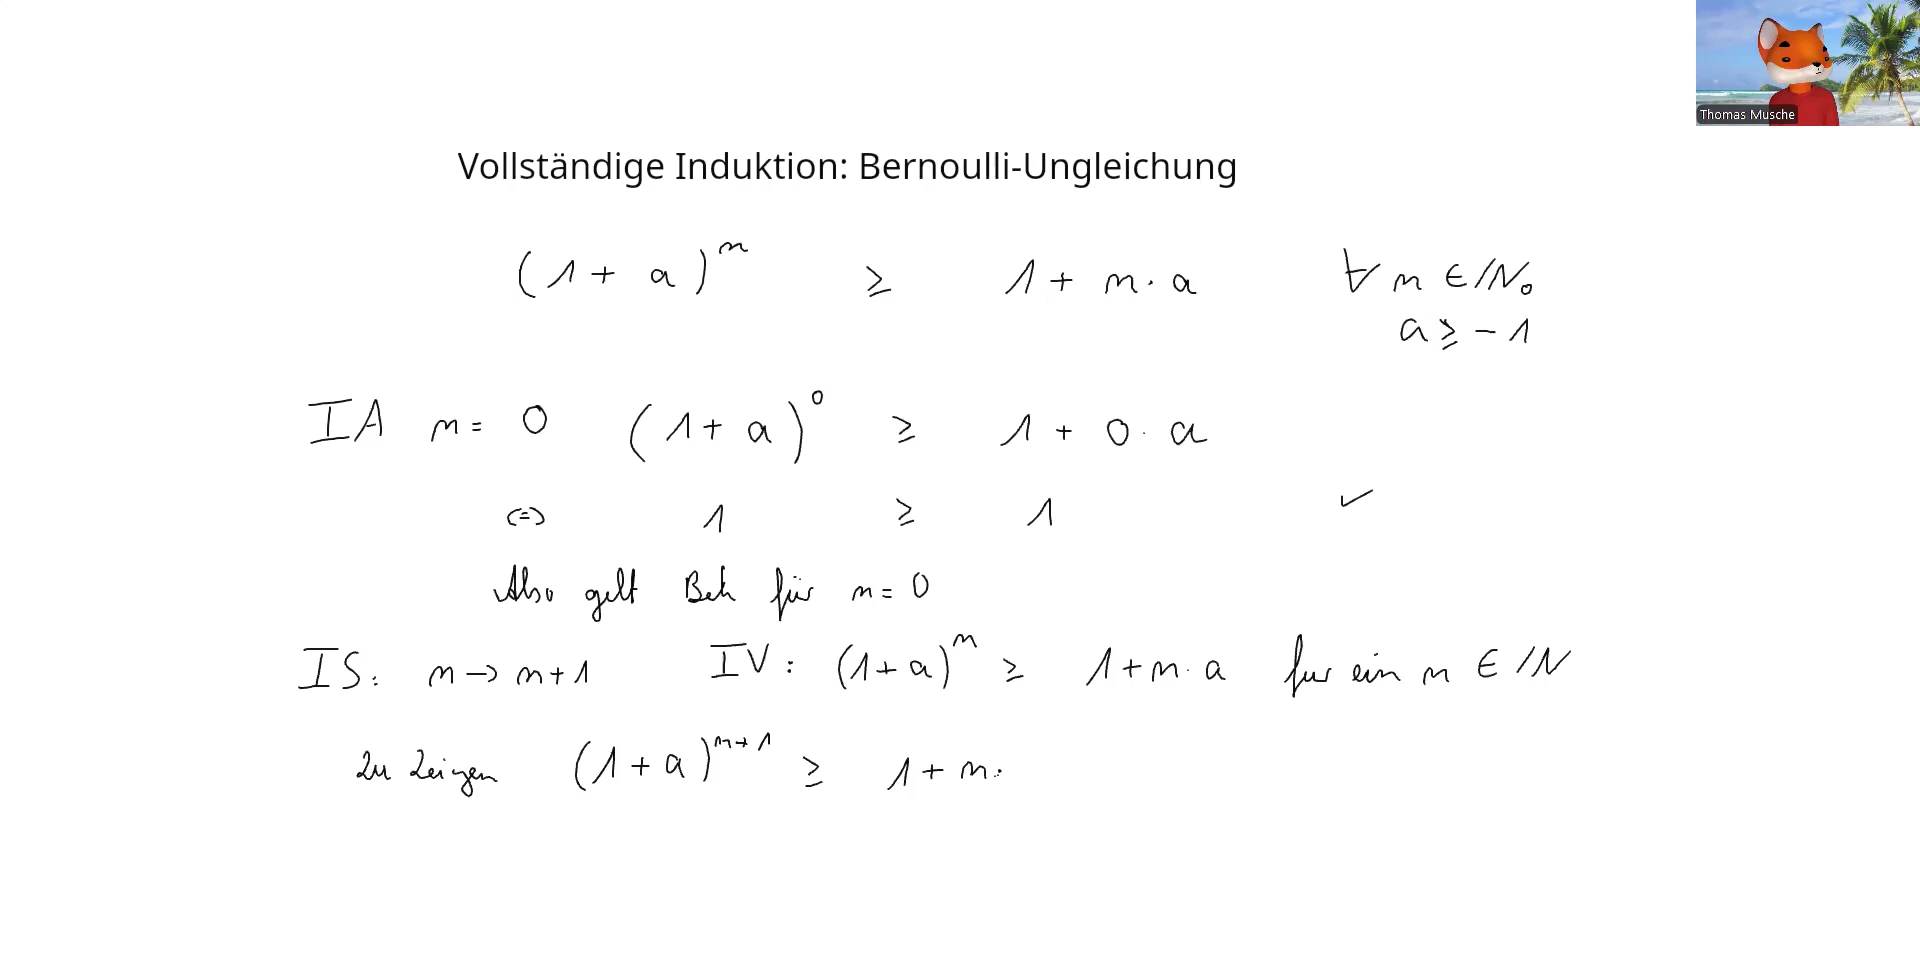 Thomas Musche
Vollständige Induktion: Bernoulli-Ungleichung
(1 + a)^n ≥ 1 + n · a ∀ n ∈ ℕ₀
a ≥ -1
IA n = 0 (1 + a)^0 ≥ 1 + 0 · a
⇔ 1 ≥ 1 ✓
Also gilt Beh für n = 0
IS: n → n + 1 IV: (1 + a)^n ≥ 1 + n · a fur ein n ∈ ℕ
Zu Zeigen (1 + a)^{n+1} ≥ 1 + n ·